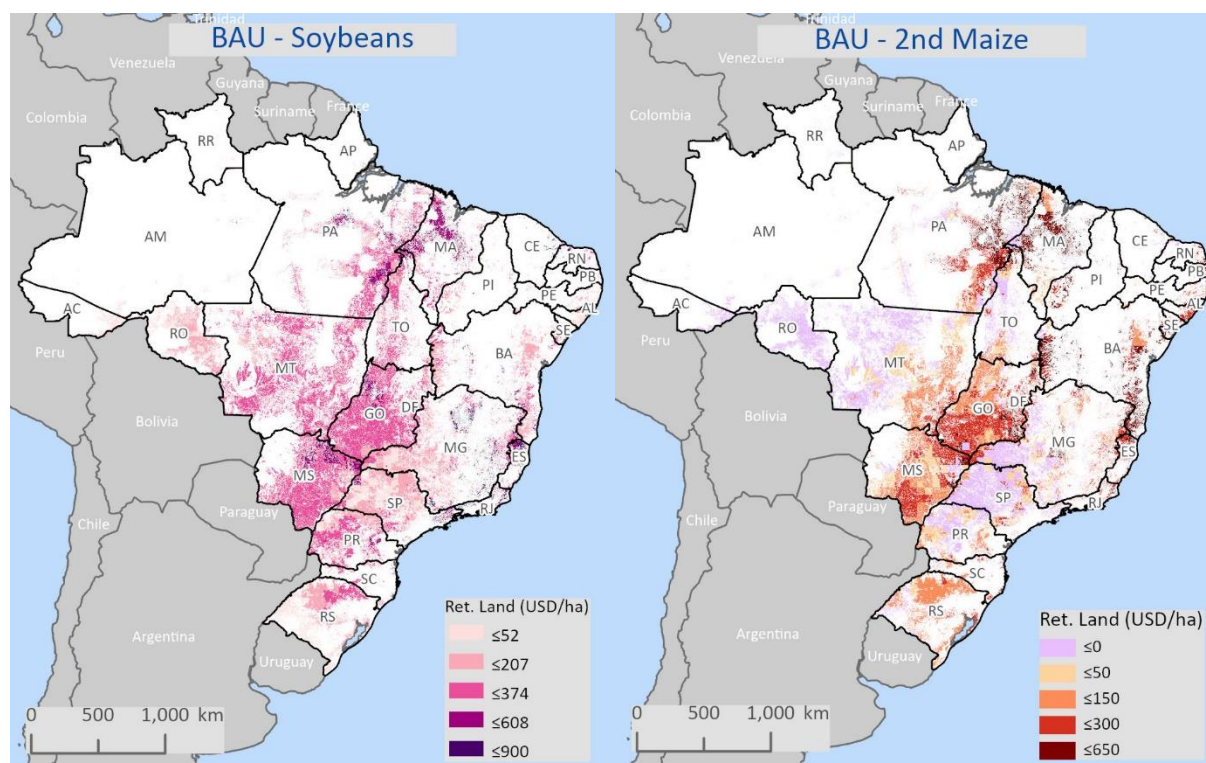 Trinidad
BAU - Soybeans
Venezuela
Guyana
Suriname
France
Colombia
RR
AP
AM
PA
MA
CE
RN
PB
PI
PE
AL
SE
AC
RO
TO
BA
Peru
MT
GO
DF
Bolivia
MG
ES
MS
SP
RJ
Paraguay
Chile
PR
SC
RS
Argentina
Uruguay
Ret. Land (USD/ha)
≤52
≤207
≤374
≤608
≤900
0 500 1,000 km
Trinidad
BAU - 2nd Maize
Venezuela
Guyana
Suriname
France
Colombia
RR
AP
AM
PA
MA
CE
RN
PB
PI
PE
AL
SE
AC
RO
TO
BA
Peru
MT
GO
DF
Bolivia
MG
ES
MS
SP
RJ
Paraguay
Chile
PR
SC
RS
Argentina
Uruguay
Ret. Land (USD/ha)
≤0
≤50
≤150
≤300
≤650
0 500 1,000 km